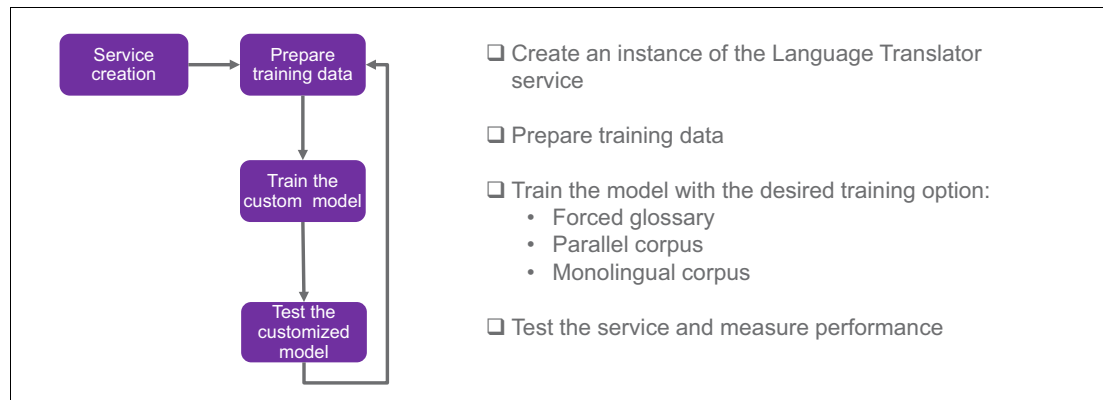 Service
creation
Prepare
training data
Train the
custom model
Test the
customized
model
❑ Create an instance of the Language Translator
service
❑ Prepare training data
❑ Train the model with the desired training option:
• Forced glossary
• Parallel corpus
• Monolingual corpus
❑ Test the service and measure performance